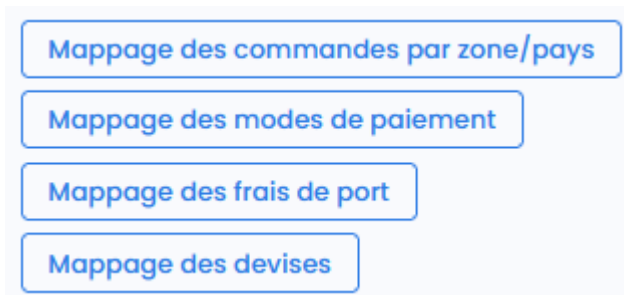 Mappage des commandes par zone/pays
Mappage des modes de paiement
Mappage des frais de port
Mappage des devises